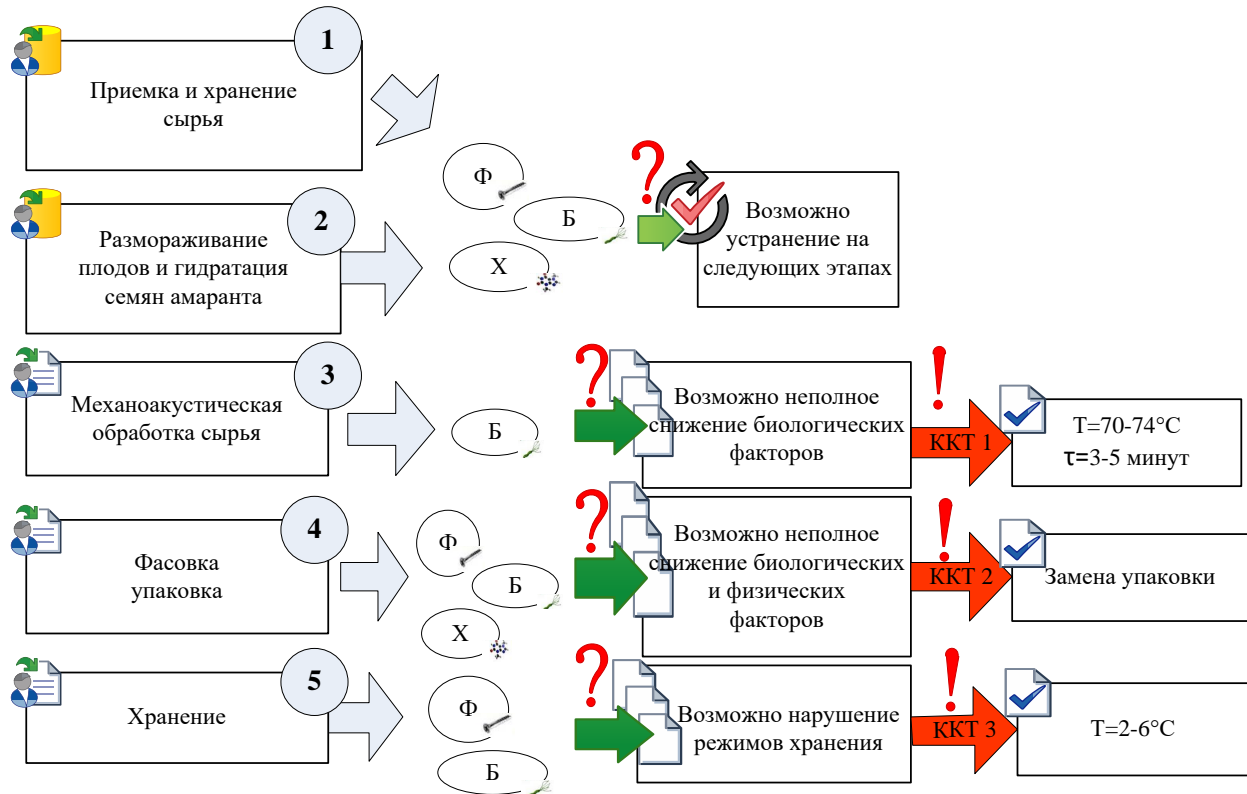 1
Приемка и хранение
сырья
2
Размораживание
плодов и гидратация
семян амаранта
Ф
Б
Х
?
Возможно
устранение на
следующих этапах
3
Механоакустическая
обработка сырья
Б
?
Возможно неполное
снижение биологических
факторов
!
ККТ 1
T=70-74°С
τ=3-5 минут
4
Фасовка
упаковка
Ф
Б
Х
?
Возможно неполное
снижение биологических
и физических
факторов
!
ККТ 2
Замена упаковки
5
Хранение
Ф
Б
?
Возможно нарушение
режимов хранения
!
ККТ 3
T=2-6°С